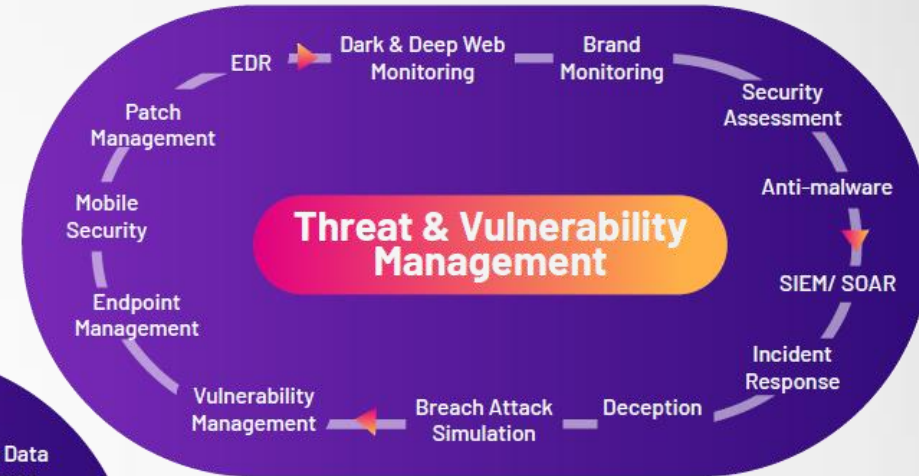 EDR
Dark & Deep Web
Monitoring
Brand
Monitoring
Security
Assessment
Anti-malware
SIEM/ SOAR
Incident
Response
Deception
Breach Attack
Simulation
Vulnerability
Management
Endpoint
Management
Mobile
Security
Patch
Management
Threat & Vulnerability
Management
Data